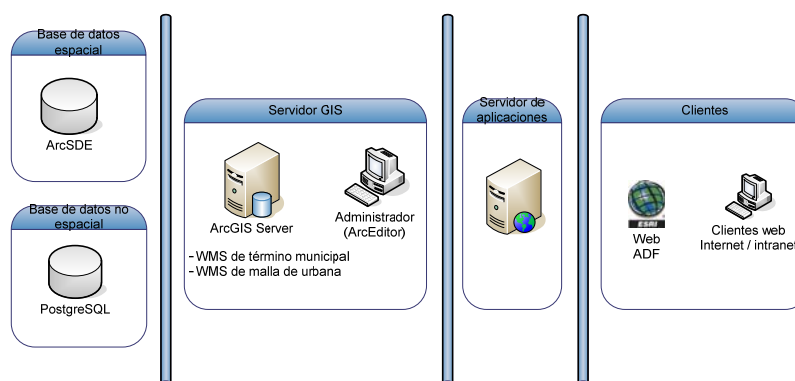 Base de datos
espacial
ArcSDE
Base de datos no
espacial
PostgreSQL
Servidor GIS
ArcGIS Server
Administrador
(ArcEditor)
- WMS de término municipal
- WMS de malla de urbana
Servidor de
aplicaciones
Clientes
ESRI
Web
ADF
Clientes web
Internet / intranet